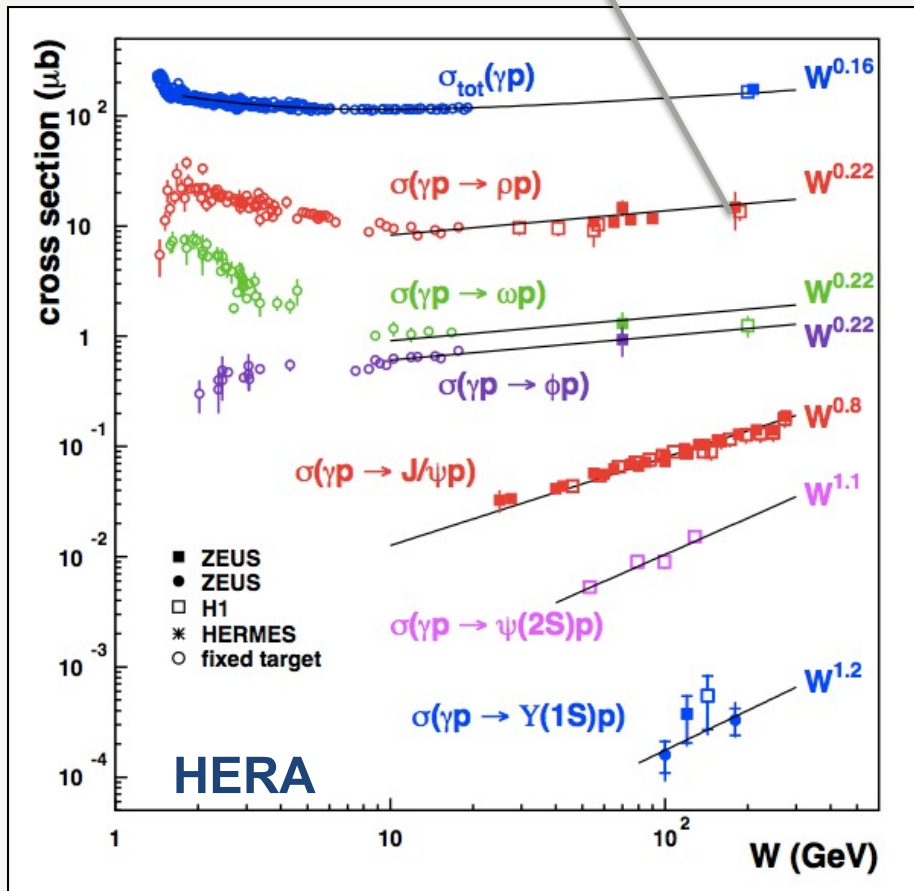 cross section (μb)
10²
10
1
10⁻¹
10⁻²
10⁻³
10⁻⁴
σtot(γp)
W^0.16
σ(γp → ρp)
W^0.22
σ(γp → ωp)
W^0.22
σ(γp → ϕp)
W^0.22
σ(γp → J/ψp)
W^0.8
σ(γp → ψ(2S)p)
W^1.1
σ(γp → Υ(1S)p)
W^1.2
ZEUS
ZEUS
H1
HERMES
fixed target
HERA
1
10
10²
W (GeV)